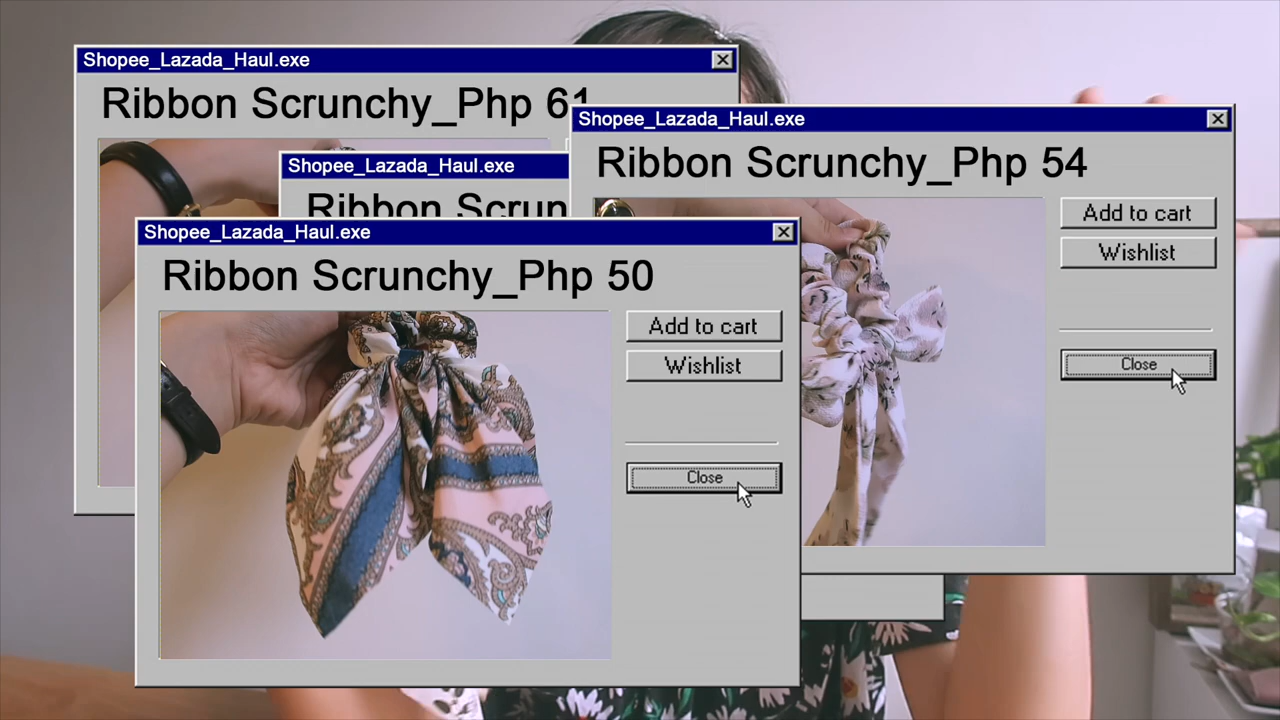 Shopee_Lazada_Haul.exe
Ribbon Scrunchy_Php 61
Shopee_Lazada_Haul.exe
Ribbon Scrunchy_Php 54
Add to cart
Wishlist
Close
Shopee_Lazada_Haul.exe
Ribbon
Shopee_Lazada_Haul.exe
Ribbon Scrunchy_Php 50
Add to cart
Wishlist
Close